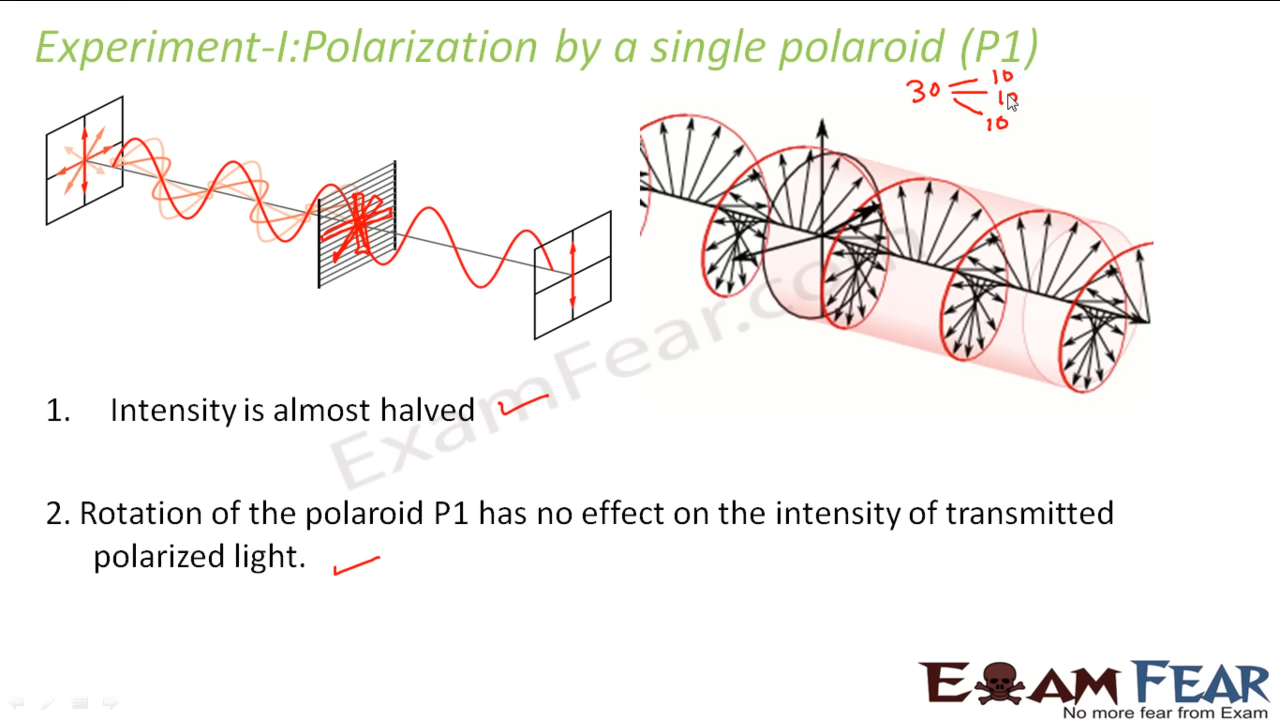 Experiment-I:Polarization by a single polaroid (P1)
30
10
10
10
ExamFear.com
1. Intensity is almost halved
2. Rotation of the polaroid P1 has no effect on the intensity of transmitted
polarized light.
EXAM FEAR
No more fear from Exam